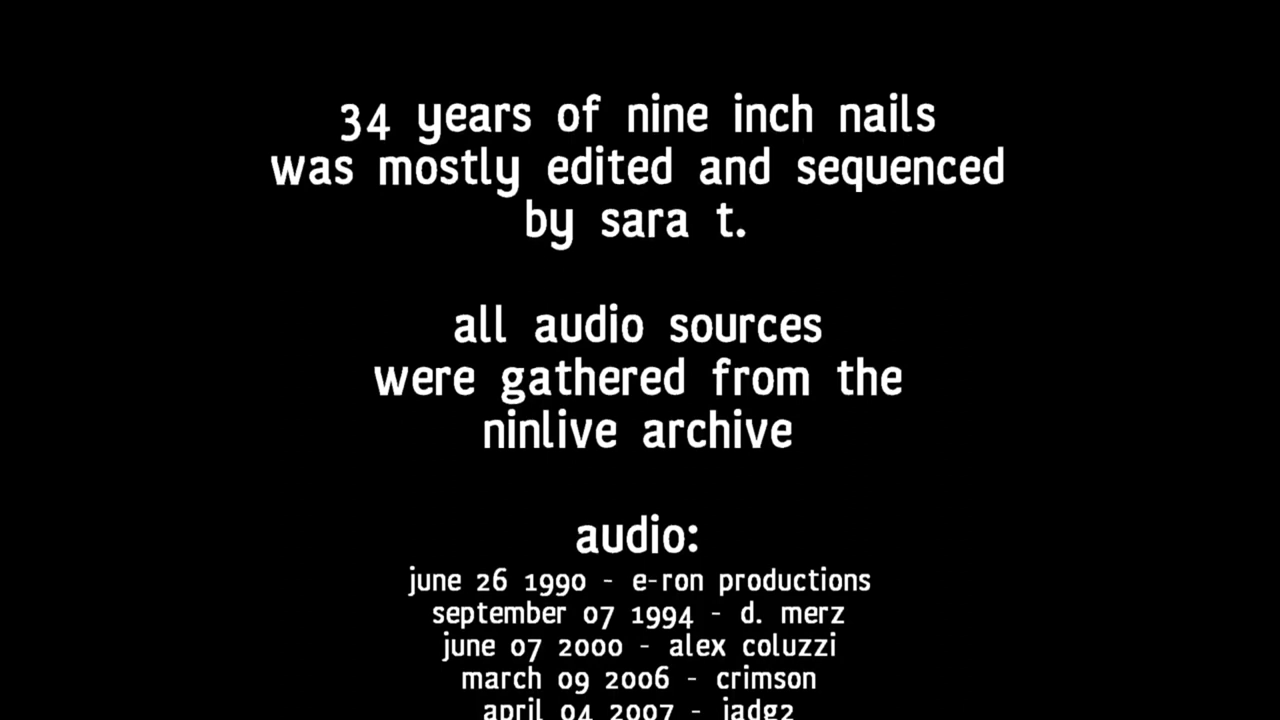 34 years of nine inch nails
was mostly edited and sequenced
by sara t.
all audio sources
were gathered from the
ninlive archive
audio:
june 26 1990 - e-ron productions
september 07 1994 - d. merz
june 07 2000 - alex coluzzi
march 09 2006 - crimson
april 04 2007 - jadg2